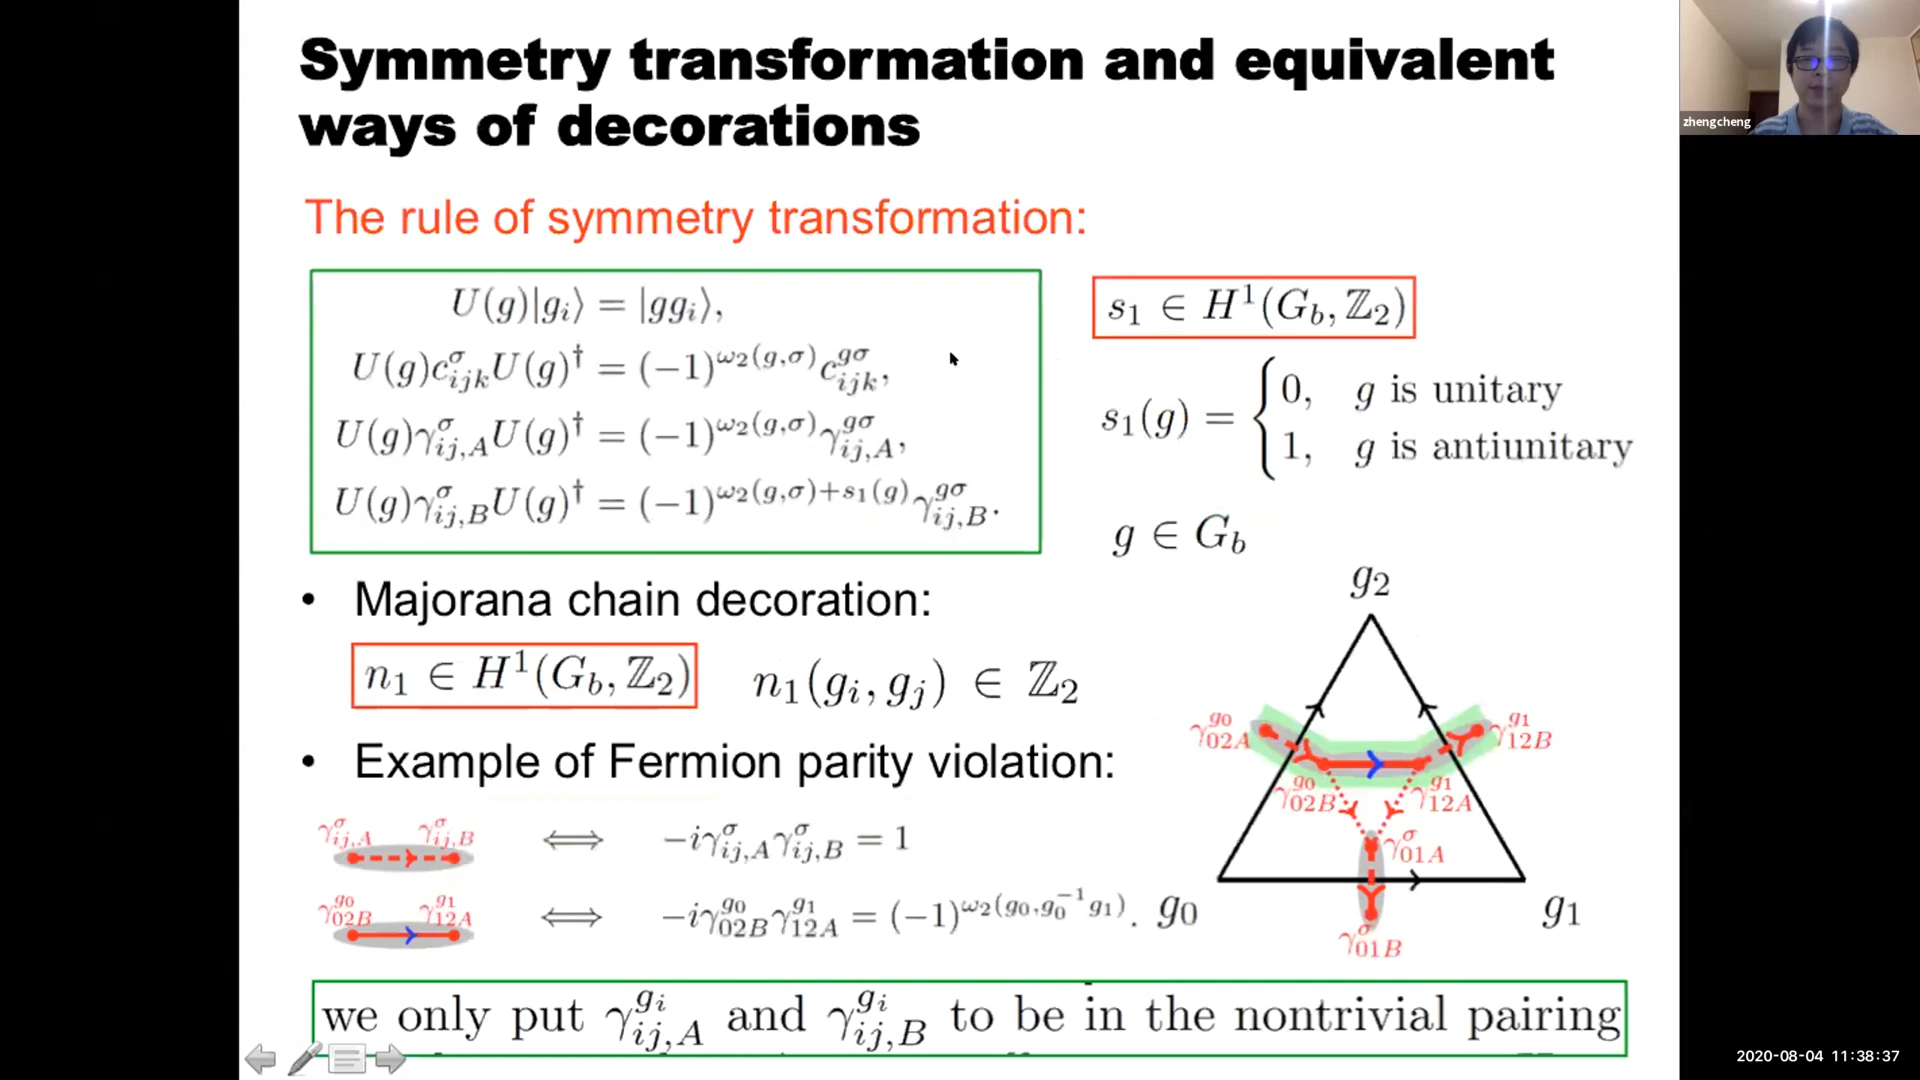 Symmetry transformation and equivalent
ways of decorations
zhengcheng
The rule of symmetry transformation:
U(g)|g_i⟩ = |gg_i⟩,
U(g)c^σ_{ijk}U(g)^† = (-1)^{ω_2(g,σ)}c^{gσ}_{ijk},
U(g)γ^σ_{ij,A}U(g)^† = (-1)^{ω_2(g,σ)}γ^{gσ}_{ij,A},
U(g)γ^σ_{ij,B}U(g)^† = (-1)^{ω_2(g,σ)+s_1(g)}γ^{gσ}_{ij,B}.
s_1 ∈ H^1(G_b, ℤ_2)
s_1(g) = { 0, g is unitary
1, g is antiunitary
g ∈ G_b
• Majorana chain decoration:
n_1 ∈ H^1(G_b, ℤ_2) n_1(g_i, g_j) ∈ ℤ_2
• Example of Fermion parity violation:
γ^σ_{ij,A} γ^σ_{ij,B} ⟺ -iγ^σ_{ij,A}γ^σ_{ij,B} = 1
γ^{g_0}_{02B} γ^{g_1}_{12A} ⟺ -iγ^{g_0}_{02B}γ^{g_1}_{12A} = (-1)^{ω_2(g_0,g_0^{-1}g_1)}.
g_2
γ^{g_0}_{02A} γ^{g_1}_{12B}
γ^{g_0}_{02B} γ^{g_1}_{12A}
γ^σ_{01A}
g_0 g_1
γ^σ_{01B}
we only put γ^{g_i}_{ij,A} and γ^{g_i}_{ij,B} to be in the nontrivial pairing
2020-08-04 11:38:37